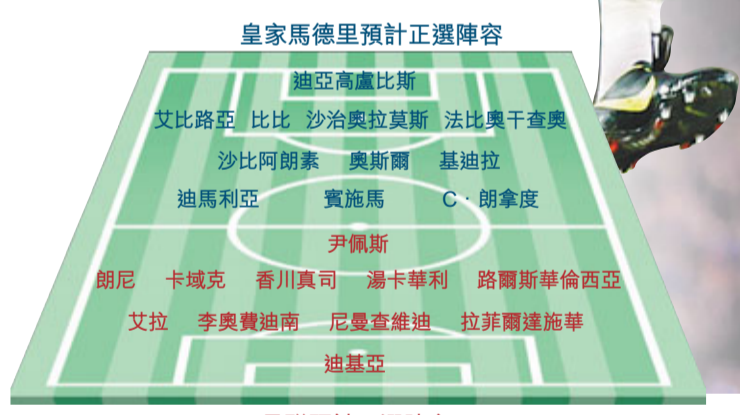 皇家馬德里預計正選陣容
迪亞高盧比斯
艾比路亞 比比 沙治奧拉莫斯 法比奧干查奧
沙比阿朗素 奧斯爾 基迪拉
迪馬利亞 賓施馬 C·朗拿度
尹佩斯
朗尼 卡域克 香川真司 湯卡華利 路爾斯華倫西亞
艾拉 李奧費迪南 尼曼查維迪 拉菲爾達施華
迪基亞